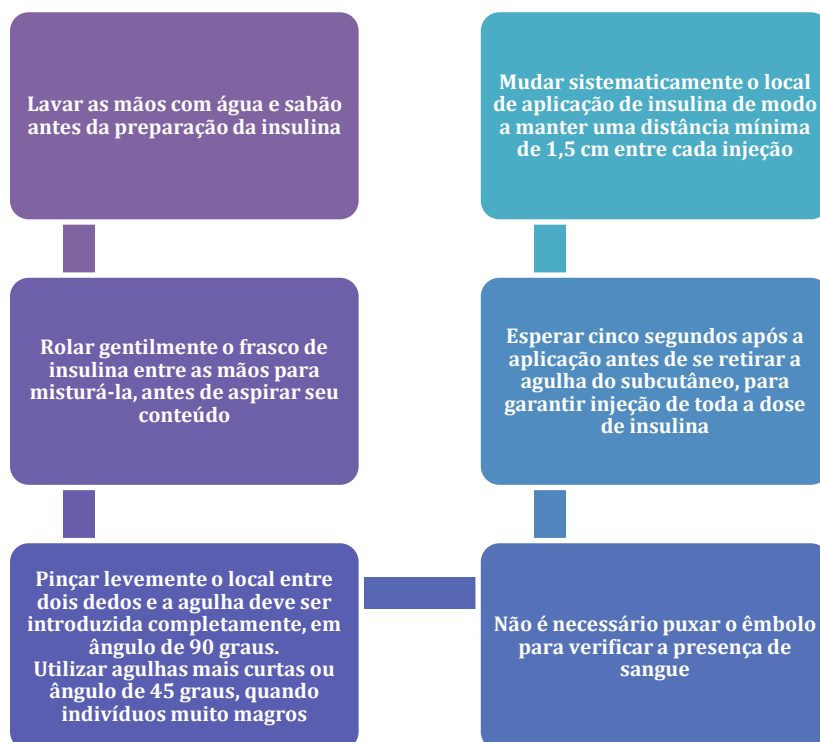 Lavar as mãos com água e sabão
antes da preparação da insulina
Rolar gentilmente o frasco de
insulina entre as mãos para
misturá-la, antes de aspirar seu
conteúdo
Pinçar levemente o local entre
dois dedos e a agulha deve ser
introduzida completamente, em
ângulo de 90 graus.
Utilizar agulhas mais curtas ou
ângulo de 45 graus, quando
indivíduos muito magros
Não é necessário puxar o êmbolo
para verificar a presença de
sangue
Esperar cinco segundos após a
aplicação antes de se retirar a
agulha do subcutâneo, para
garantir injeção de toda a dose
de insulina
Mudar sistematicamente o local
de aplicação de insulina de modo
a manter uma distância mínima
de 1,5 cm entre cada injeção